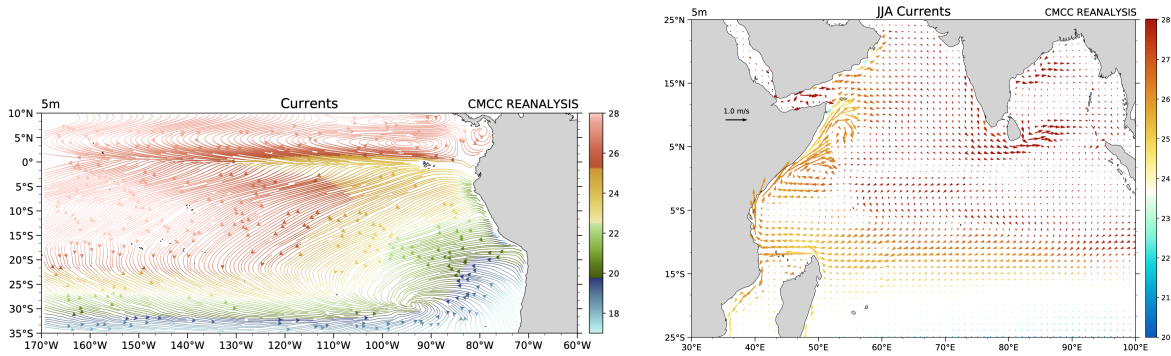 5m Currents CMCC REANALYSIS
10°N
5°N
0°
5°S
10°S
15°S
20°S
25°S
30°S
35°S
170°W 160°W 150°W 140°W 130°W 120°W 110°W 100°W 90°W 80°W
2
28
26
24
22
20
18
5m JJA Currents CMCC REANALYSIS
25°N
15°N
5°N
5°S
15°S
25°S
1.0 m/s
30°E 40°E 50°E 60°E 70°E 80°E 90°E 100°E
28
27
26
25
24
23
22
21
20